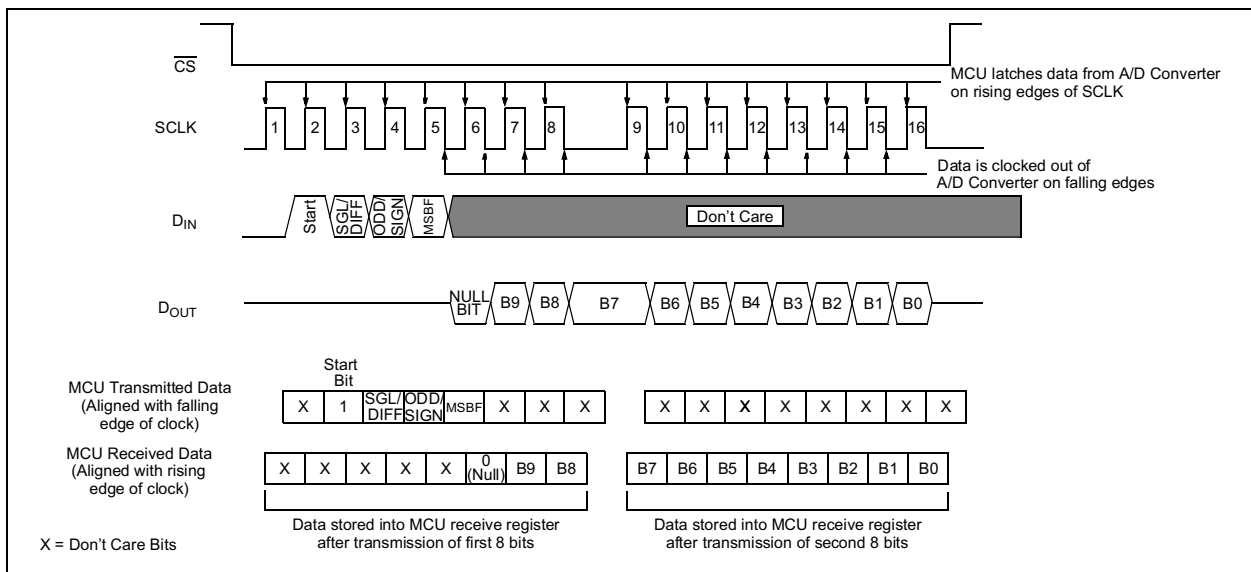 CS
MCU latches data from A/D Converter
on rising edges of SCLK
SCLK
1 2 3 4 5 6 7 8 9 10 11 12 13 14 15 16
Data is clocked out of
A/D Converter on falling edges
DIN
Start
SGL/
DIFF
ODD/
SIGN
MSBF
Don't Care
DOUT
NULL
BIT
B9 B8 B7 B6 B5 B4 B3 B2 B1 B0
Start
Bit
MCU Transmitted Data
(Aligned with falling
edge of clock)
X 1 SGL/
DIFF
ODD/
SIGN
MSBF X X X
X X X X X X X X
MCU Received Data
(Aligned with rising
edge of clock)
X X X X X 0
(Null)
B9 B8
B7 B6 B5 B4 B3 B2 B1 B0
Data stored into MCU receive register
after transmission of first 8 bits
Data stored into MCU receive register
after transmission of second 8 bits
X = Don't Care Bits